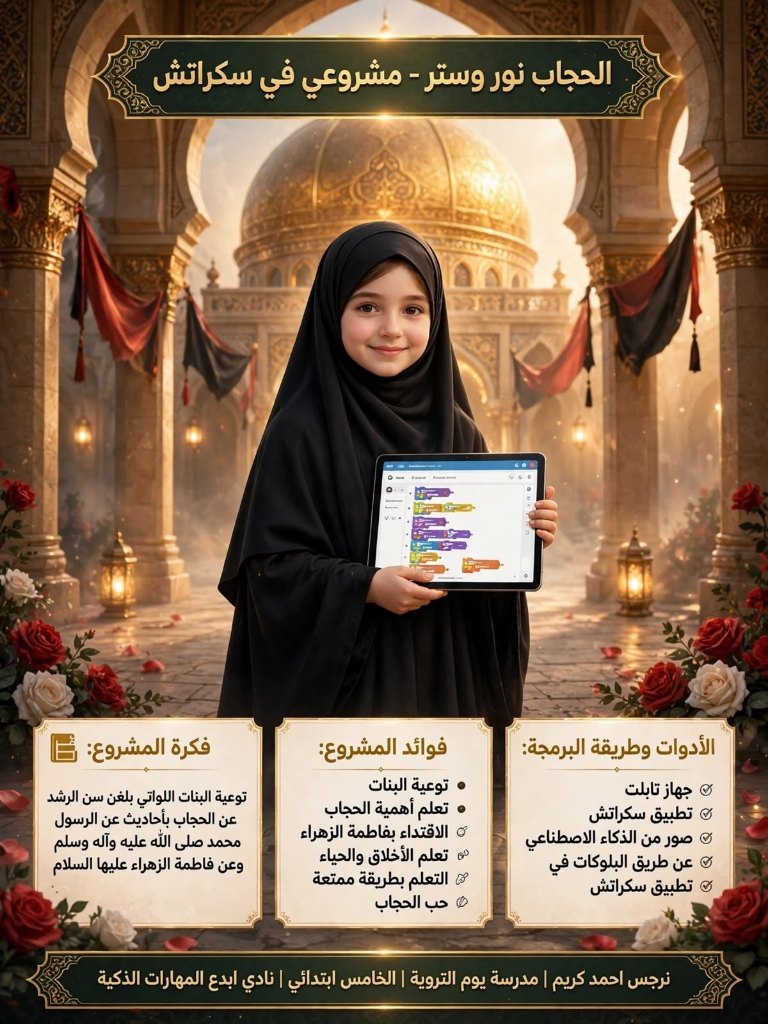 الحجاب نور وستر - مشروعي في سكراتش
الأدوات وطريقة البرمجة:
جهاز تابلت
تطبيق سكراتش
صور من الذكاء الاصطناعي
عن طريق البلوكات في
تطبيق سكراتش
فوائد المشروع:
توعية البنات
تعلم أهمية الحجاب
الاقتداء بفاطمة الزهراء
تعلم الأخلاق والحياء
التعلم بطريقة ممتعة
حب الحجاب
فكرة المشروع:
توعية البنات اللواتي بلغن سن الرشد
عن الحجاب بأحاديث عن الرسول
محمد صلى الله عليه وآله وسلم
وعن فاطمة الزهراء عليها السلام
نرجس احمد كريم | مدرسة يوم التروية | الخامس ابتدائي | نادي ابدع المهارات الذكية